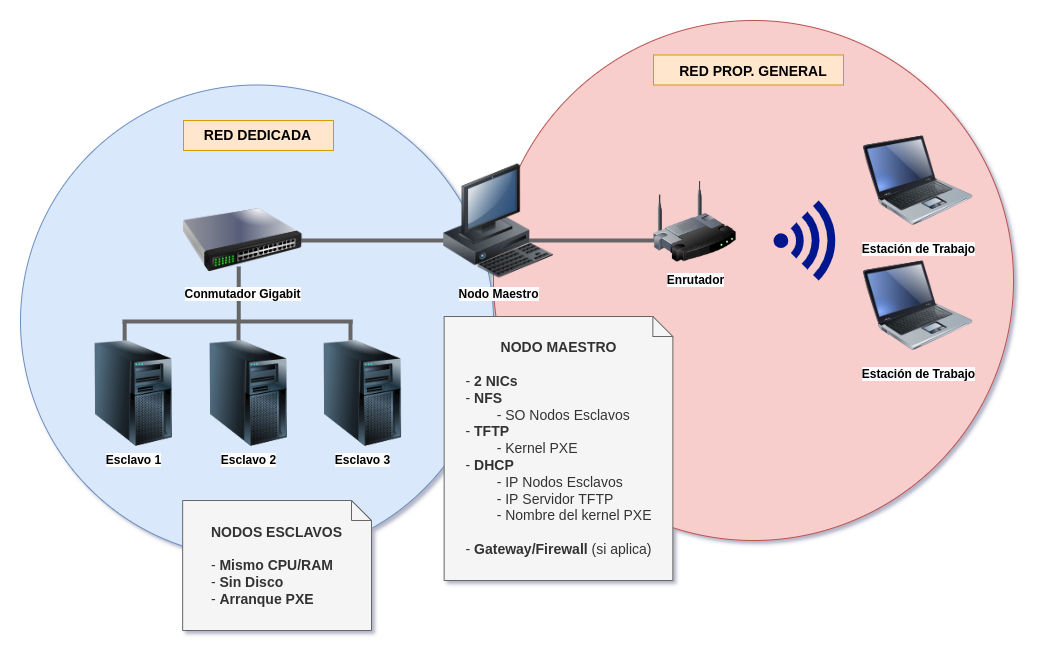 RED PROP. GENERAL
RED DEDICADA
Estación de Trabajo
Conmutador Gigabit
Nodo Maestro
Enrutador
Estación de Trabajo
Esclavo 1
Esclavo 2
Esclavo 3
NODO MAESTRO
- 2 NICs
- NFS
- SO Nodos Esclavos
- TFTP
- Kernel PXE
- DHCP
- IP Nodos Esclavos
- IP Servidor TFTP
- Nombre del kernel PXE
- Gateway/Firewall (si aplica)
NODOS ESCLAVOS
- Mismo CPU/RAM
- Sin Disco
- Arranque PXE